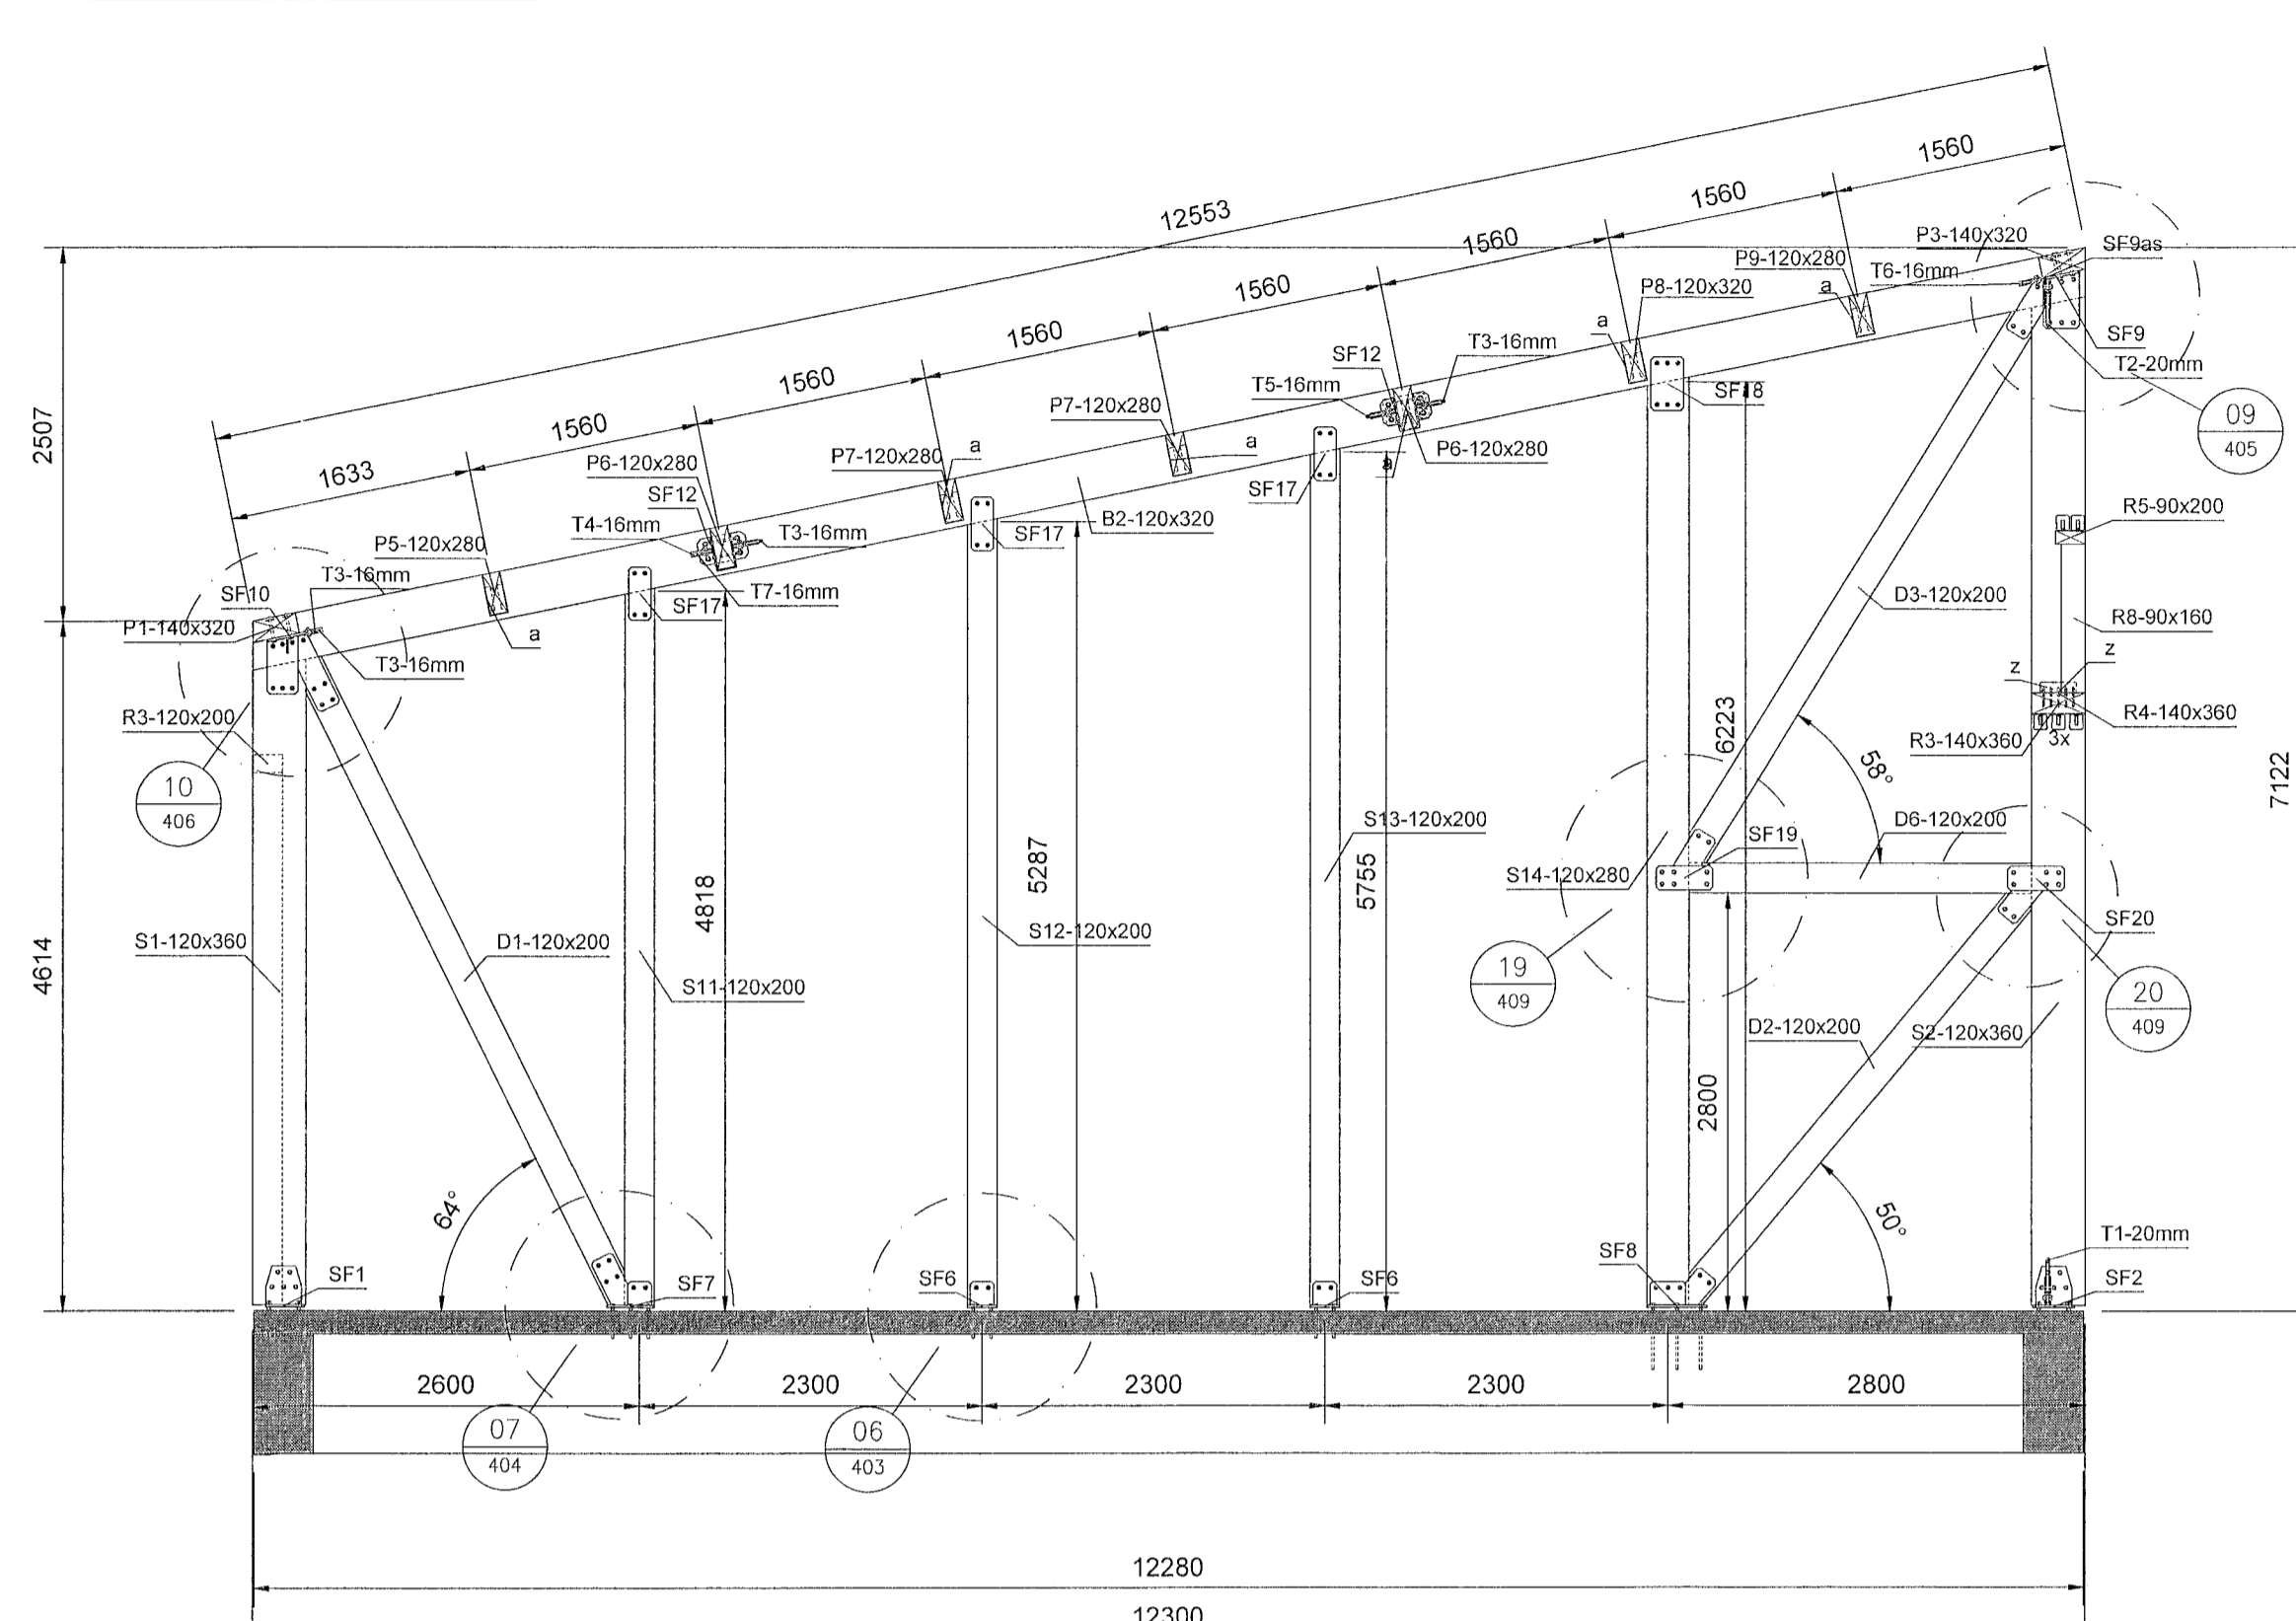 12553
1560
1560
1560
1560
1560
1560
1560
1633
2507
4614
7122
P3-140x320
SF9as
T6-16mm
P9-120x280
a
P8-120x320
a
SF9
T2-20mm
09
405
SF12
T3-16mm
T5-16mm
SF18
P7-120x280
a
P6-120x280
a
SF17
P7-120x280
a
P6-120x280
SF12
T4-16mm
T3-16mm
B2-120x320
SF17
R5-90x200
P5-120x280
T3-16mm
SF10
T7-16mm
SF17
a
P1-140x320
T3-16mm
D3-120x200
R8-90x160
z
z
R3-120x200
R4-140x360
R3-140x360
3x
6223
58°
10
406
S13-120x200
D6-120x200
SF19
S14-120x280
5287
5755
4818
S1-120x360
D1-120x200
S12-120x200
SF20
19
409
20
409
S11-120x200
D2-120x200
S2-120x360
2800
64°
50°
T1-20mm
SF1
SF7
SF6
SF6
SF8
SF2
2600
2300
2300
2300
2800
07
404
06
403
12280
12300